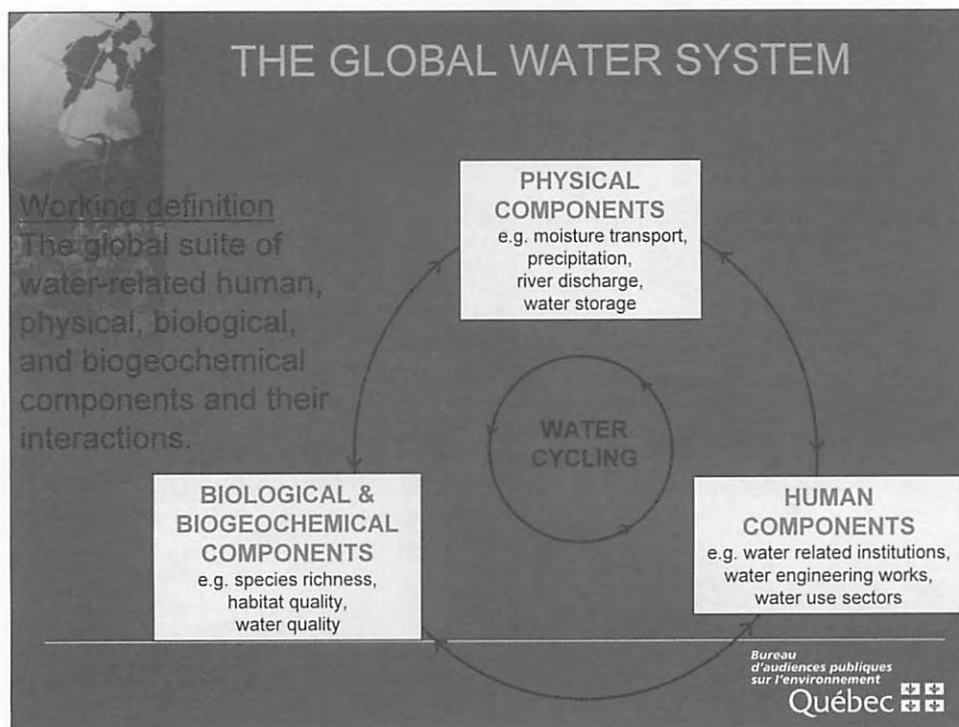 THE GLOBAL WATER SYSTEM
Working definition
The global suite of
water-related human,
physical, biological,
and biogeochemical
components and their
interactions.
PHYSICAL
COMPONENTS
e.g. moisture transport,
precipitation,
river discharge,
water storage
WATER
CYCLING
BIOLOGICAL &
BIOGEOCHEMICAL
COMPONENTS
e.g. species richness,
habitat quality,
water quality
HUMAN
COMPONENTS
e.g. water related institutions,
water engineering works,
water use sectors
Bureau
d'audiences publiques
sur l'environnement
Québec